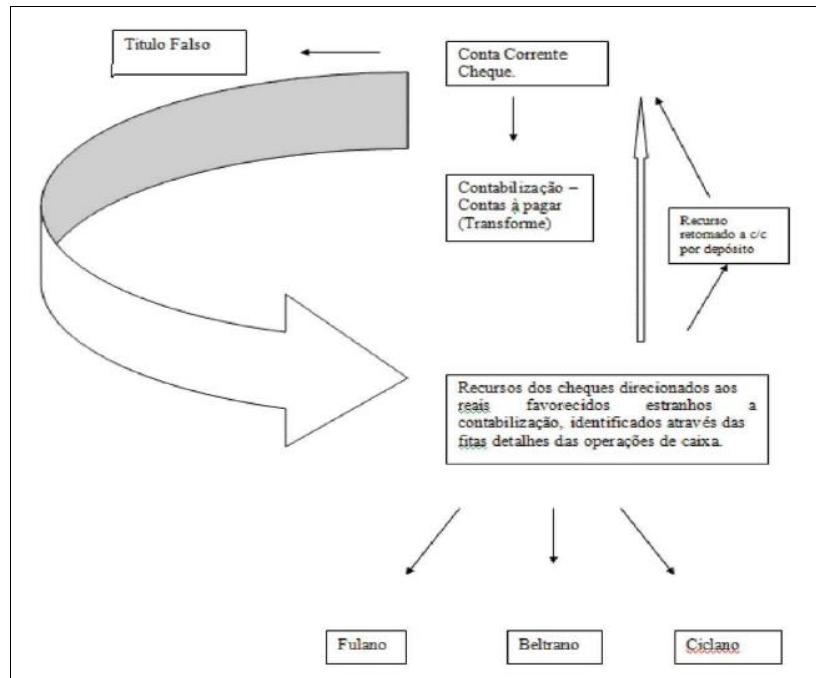 Titulo Falso
Conta Corrente
Cheque.
Contabilização –
Contas à pagar
(Transforme)
Recurso
retornado a c/c
por depósito
Recursos dos cheques direcionados aos
reais favorecidos estranhos a
contabilização, identificados através das
fitas detalhes das operações de caixa.
Fulano
Beltrano
Ciclano